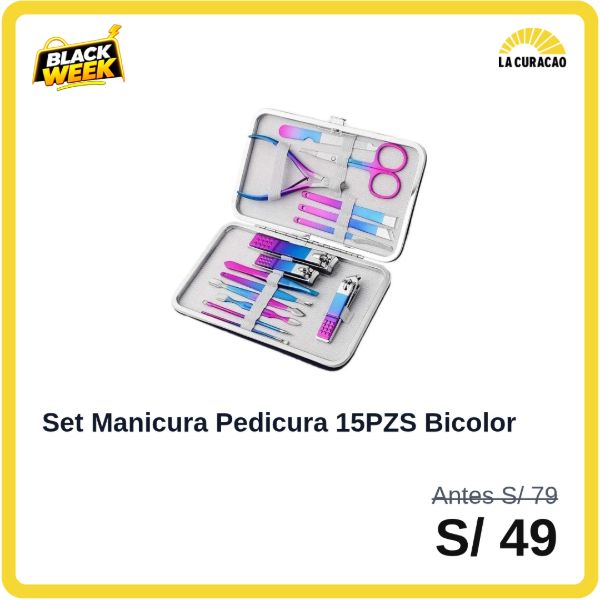 BLACK
WEEK
LA CURACAO
Set Manicura Pedicura 15PZS Bicolor
Antes S/ 79
S/ 49